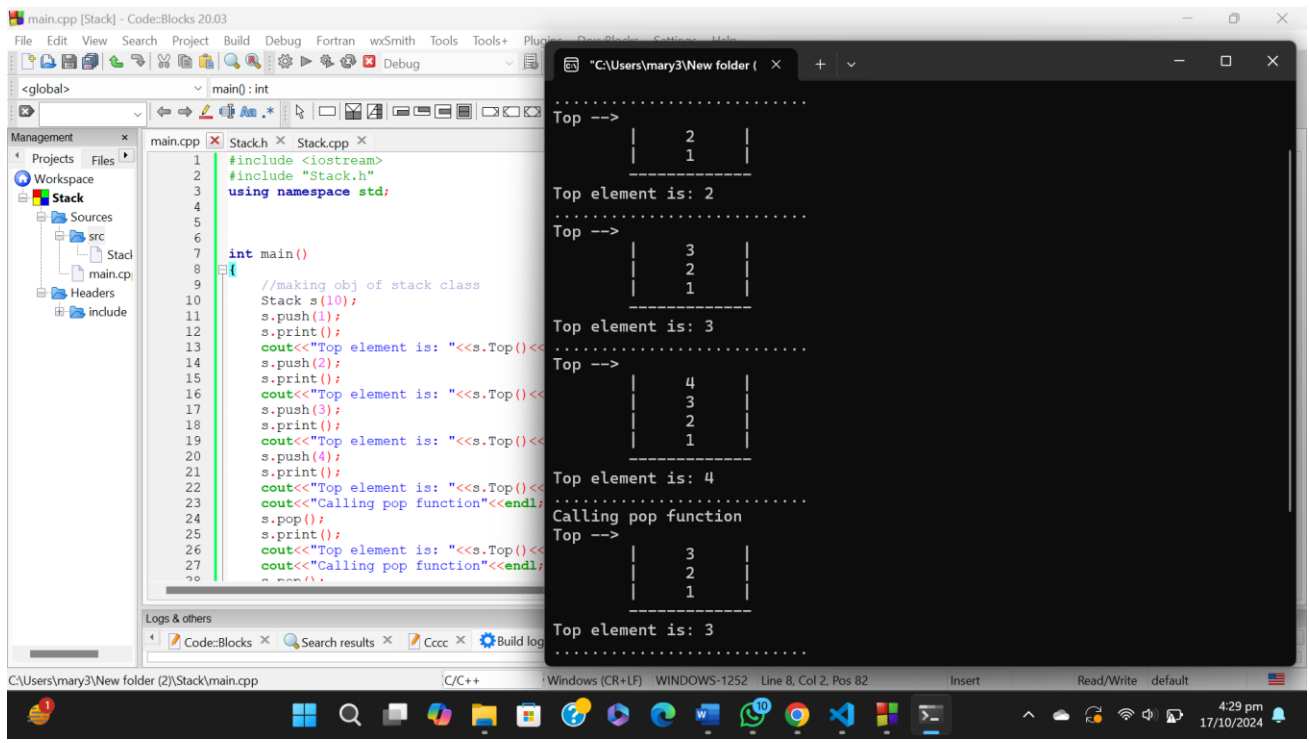 main.cpp [Stack] - Code::Blocks 20.03
File Edit View Search Project Build Debug Fortran wxSmith Tools Tools+ Plugins DoxyBlocks Settings Help
Debug
<global> main() : int
Management
Projects Files
Workspace
Stack
Sources
src
Stack
main.cp
Headers
include
main.cpp Stack.h Stack.cpp
1 #include <iostream>
2 #include "Stack.h"
3 using namespace std;
4
5
6
7 int main()
8 {
9 //making obj of stack class
10 Stack s(10);
11 s.push(1);
12 s.print();
13 cout<<"Top element is: "<<s.Top()<<
14 s.push(2);
15 s.print();
16 cout<<"Top element is: "<<s.Top()<<
17 s.push(3);
18 s.print();
19 cout<<"Top element is: "<<s.Top()<<
20 s.push(4);
21 s.print();
22 cout<<"Top element is: "<<s.Top()<<
23 cout<<"Calling pop function"<<endl;
24 s.pop();
25 s.print();
26 cout<<"Top element is: "<<s.Top()<<
27 cout<<"Calling pop function"<<endl;
28 s.pop();
Logs & others
Code::Blocks Search results Cccc Build log
"C:\Users\mary3\New folder (
...........................
Top -->
| 2 |
| 1 |
-------------
Top element is: 2
...........................
Top -->
| 3 |
| 2 |
| 1 |
-------------
Top element is: 3
...........................
Top -->
| 4 |
| 3 |
| 2 |
| 1 |
-------------
Top element is: 4
...........................
Calling pop function
Top -->
| 3 |
| 2 |
| 1 |
-------------
Top element is: 3
...........................
C:\Users\mary3\New folder (2)\Stack\main.cpp C/C++ Windows (CR+LF) WINDOWS-1252 Line 8, Col 2, Pos 82 Insert Read/Write default
1
10
4:29 pm
17/10/2024